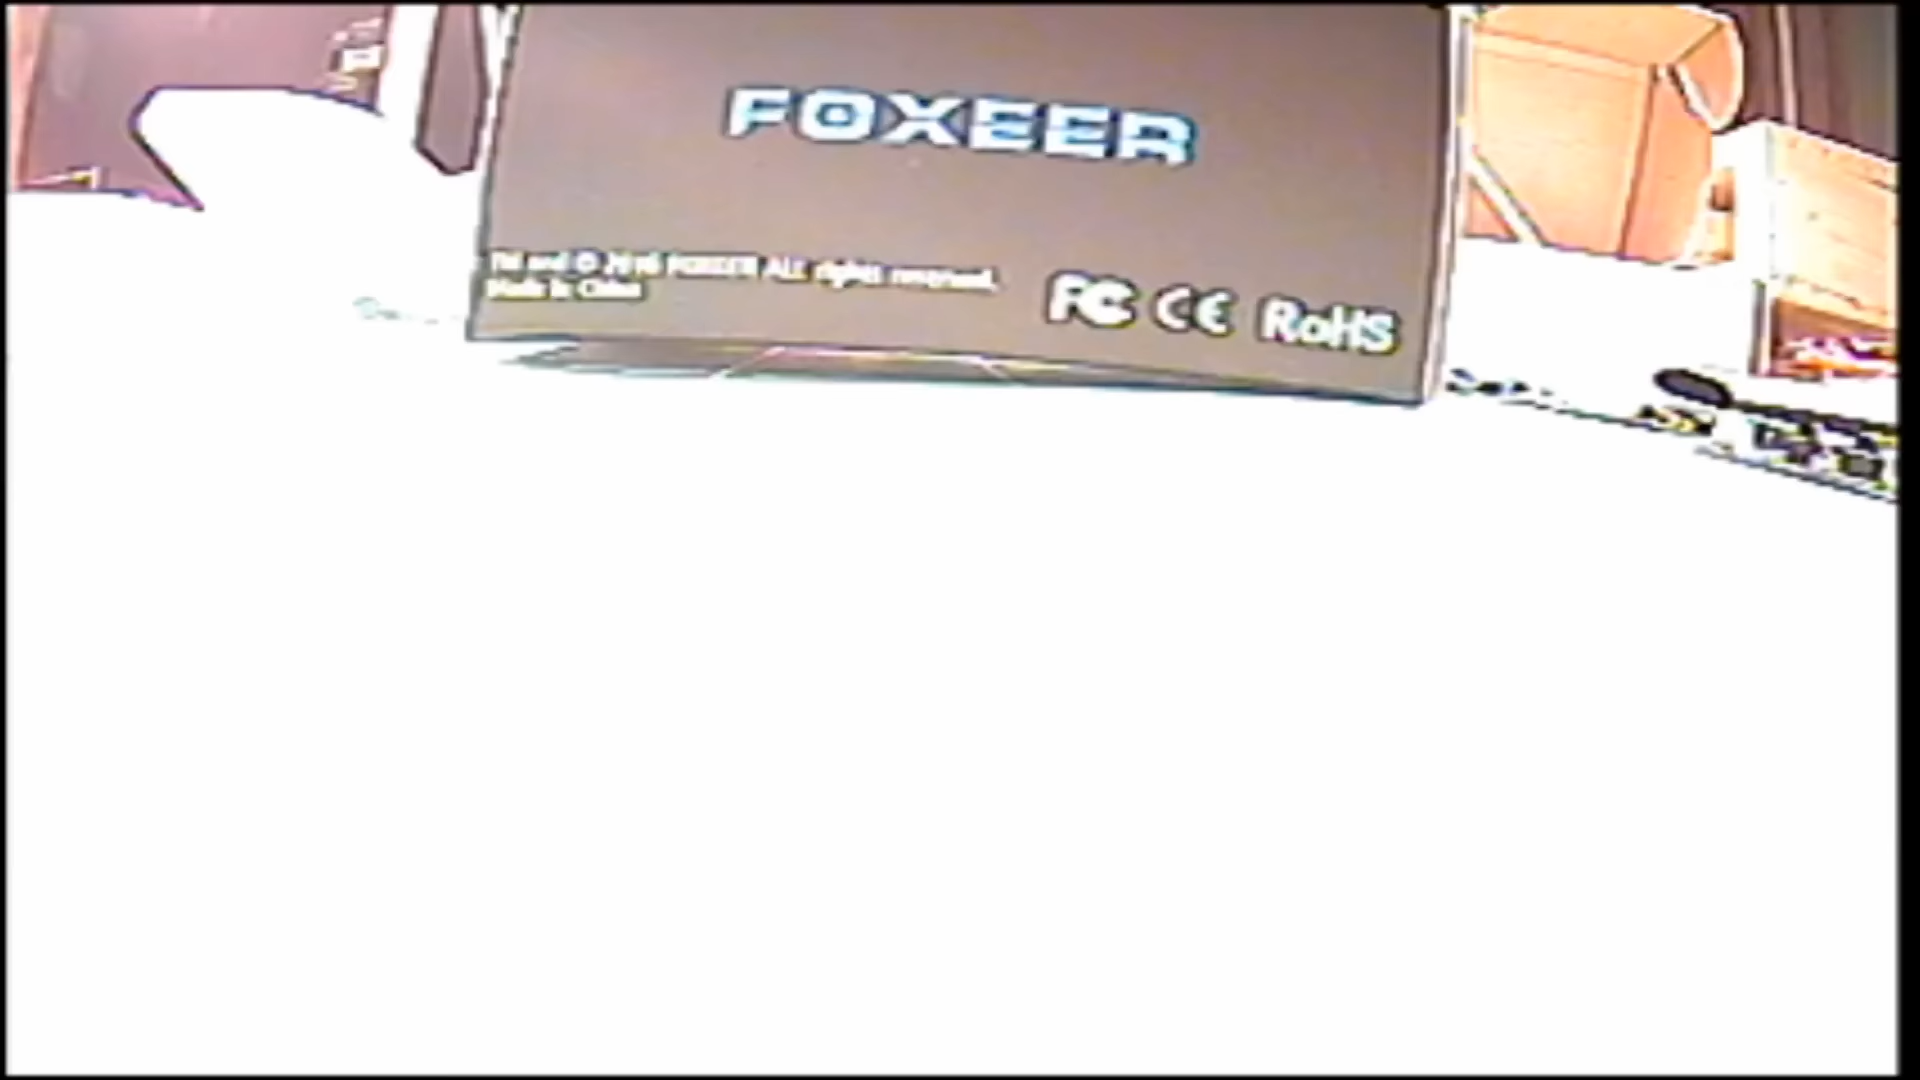 FOXEER
TM and © 2016 FOXEER ALL rights reserved.
Made in China
FC CE RoHS